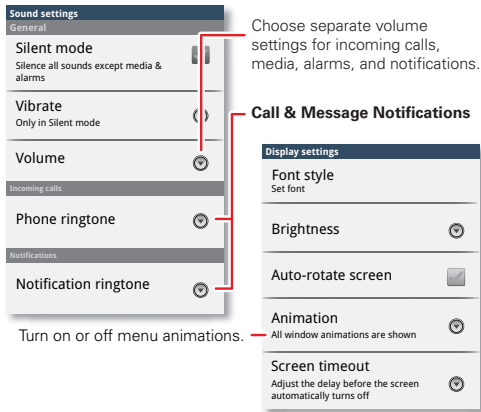 Sound settings
General
Silent mode
Silence all sounds except media &
alarms
Vibrate
Only in Silent mode
Volume
Incoming calls
Phone ringtone
Notifications
Notification ringtone
Choose separate volume
settings for incoming calls,
media, alarms, and notifications.
Call & Message Notifications
Display settings
Font style
Set font
Brightness
Auto-rotate screen
Animation
All window animations are shown
Screen timeout
Adjust the delay before the screen
automatically turns off
Turn on or off menu animations.